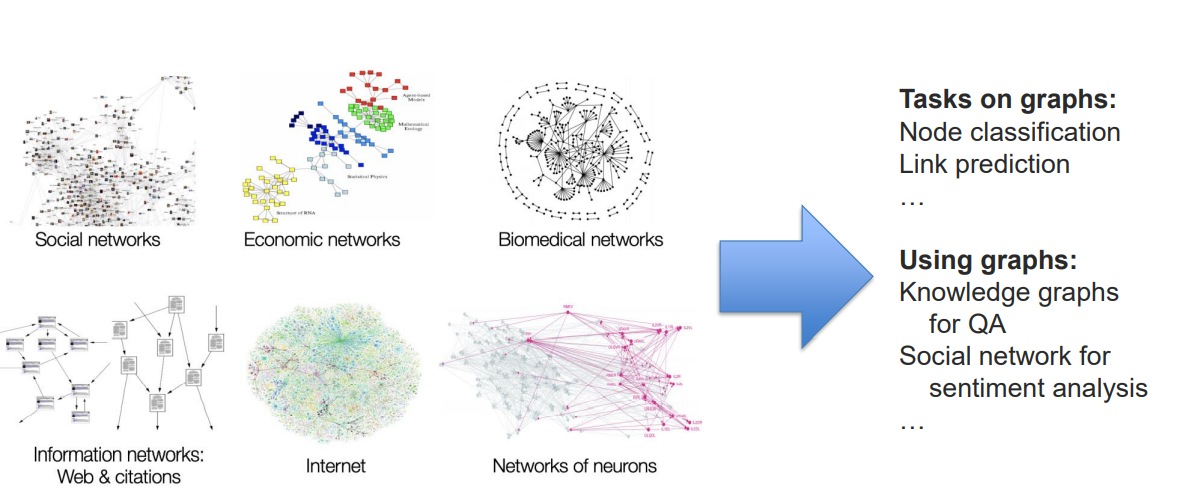 Agent-based
Models
Mathematical
Ecology
Statistical Physics
Structure of RNA
Social networks
Economic networks
Biomedical networks
Information networks:
Web & citations
Internet
Networks of neurons
Tasks on graphs:
Node classification
Link prediction
…
Using graphs:
Knowledge graphs
for QA
Social network for
sentiment analysis
…